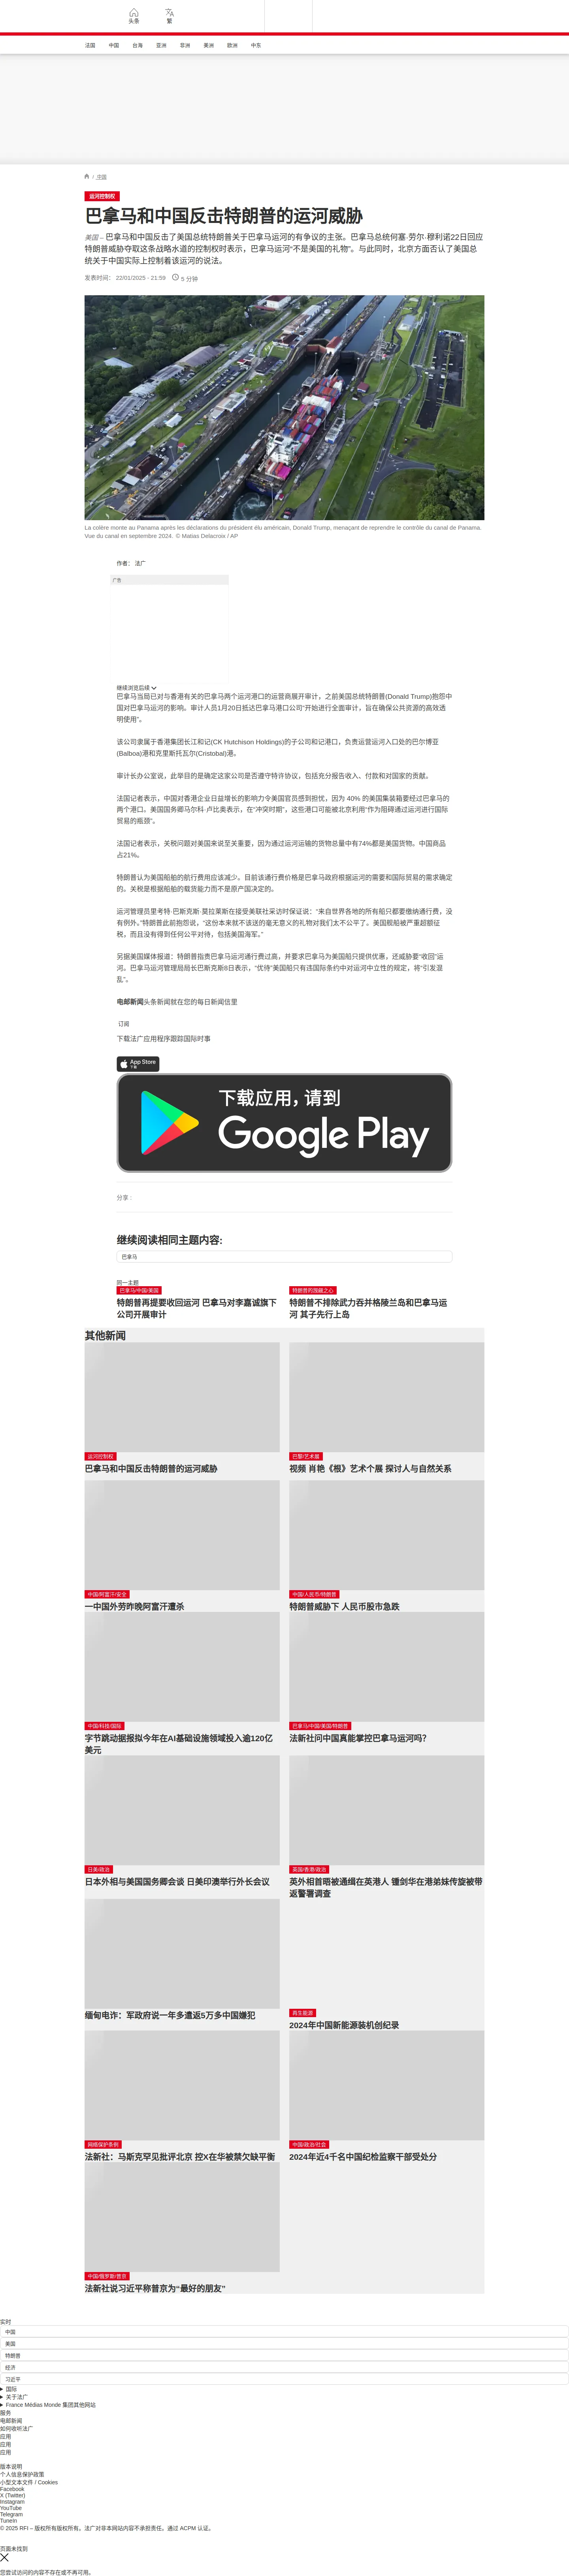 头条
繁
法国 中国 台海 亚洲 非洲 美洲 欧洲 中东
/ 中国
运河控制权
巴拿马和中国反击特朗普的运河威胁
美国 – 巴拿马和中国反击了美国总统特朗普关于巴拿马运河的有争议的主张。巴拿马总统何塞·劳尔·穆利诺22日回应
特朗普威胁夺取这条战略水道的控制权时表示，巴拿马运河“不是美国的礼物”。与此同时，北京方面否认了美国总
统关于中国实际上控制着该运河的说法。
发表时间： 22/01/2025 - 21:59 5 分钟
La colère monte au Panama après les déclarations du président élu américain, Donald Trump, menaçant de reprendre le contrôle du canal de Panama.
Vue du canal en septembre 2024. © Matias Delacroix / AP
作者： 法广
广告
继续浏览后续
巴拿马当局已对与香港有关的巴拿马两个运河港口的运营商展开审计，之前美国总统特朗普(Donald Trump)抱怨中
国对巴拿马运河的影响。审计人员1月20日抵达巴拿马港口公司“开始进行全面审计，旨在确保公共资源的高效透
明使用”。
该公司隶属于香港集团长江和记(CK Hutchison Holdings)的子公司和记港口，负责运营运河入口处的巴尔博亚
(Balboa)港和克里斯托瓦尔(Cristobal)港。
审计长办公室说，此举目的是确定这家公司是否遵守特许协议，包括充分报告收入、付款和对国家的贡献。
法国记者表示，中国对香港企业日益增长的影响力令美国官员感到担忧，因为 40% 的美国集装箱要经过巴拿马的
两个港口。美国国务卿马尔科·卢比奥表示，在“冲突时期”，这些港口可能被北京利用“作为阻碍通过运河进行国际
贸易的瓶颈”。
法国记者表示，关税问题对美国来说至关重要，因为通过运河运输的货物总量中有74%都是美国货物。中国商品
占21%。
特朗普认为美国船舶的航行费用应该减少。目前该通行费价格是巴拿马政府根据运河的需要和国际贸易的需求确定
的。关税是根据船舶的载货能力而不是原产国决定的。
运河管理员里考特·巴斯克斯·莫拉莱斯在接受美联社采访时保证说：“来自世界各地的所有船只都要缴纳通行费，没
有例外。”特朗普此前抱怨说，“这份本来就不该送的毫无意义的礼物对我们太不公平了。美国舰船被严重超额征
税，而且没有得到任何公平对待，包括美国海军。”
另据美国媒体报道：特朗普指责巴拿马运河通行费过高，并要求巴拿马为美国船只提供优惠，还威胁要“收回”运
河。巴拿马运河管理局局长巴斯克斯8日表示，“优待”美国船只有违国际条约中对运河中立性的规定，将“引发混
乱”。
电邮新闻头条新闻就在您的每日新闻信里
订阅
下载法广应用程序跟踪国际时事
App Store
下载
下载应用，请到
Google Play
分享 :
继续阅读相同主题内容:
巴拿马
同一主题
巴拿马/中国/美国
特朗普再提要收回运河 巴拿马对李嘉诚旗下
公司开展审计
特朗普的觊觎之心
特朗普不排除武力吞并格陵兰岛和巴拿马运
河 其子先行上岛
其他新闻
运河控制权
巴拿马和中国反击特朗普的运河威胁
巴黎/艺术展
视频 肖艳《根》艺术个展 探讨人与自然关系
中国/阿富汗/安全
一中国外劳昨晚阿富汗遭杀
中国/人民币/特朗普
特朗普威胁下 人民币股市急跌
中国/科技/国际
字节跳动据报拟今年在AI基础设施领域投入逾120亿
美元
巴拿马/中国/美国/特朗普
法新社问中国真能掌控巴拿马运河吗？
日美/政治
日本外相与美国国务卿会谈 日美印澳举行外长会议
英国/香港/政治
英外相首晤被通缉在英港人 锺剑华在港弟妹传旋被带
返警署调查
缅甸电诈：军政府说一年多遣返5万多中国嫌犯
再生能源
2024年中国新能源装机创纪录
网络保护条例
法新社：马斯克罕见批评北京 控X在华被禁欠缺平衡
中国/政治/社会
2024年近4千名中国纪检监察干部受处分
中国/俄罗斯/普京
法新社说习近平称普京为“最好的朋友”
实时
中国
美国
特朗普
经济
习近平
国际
关于法广
France Médias Monde 集团其他网站
服务
电邮新闻
如何收听法广
应用
应用
应用
版本说明
个人信息保护政策
小型文本文件 / Cookies
Facebook
X (Twitter)
Instagram
YouTube
Telegram
TuneIn
© 2025 RFI – 版权所有版权所有。法广对非本网站内容不承担责任。通过 ACPM 认证。
页面未找到
您尝试访问的内容不存在或不再可用。